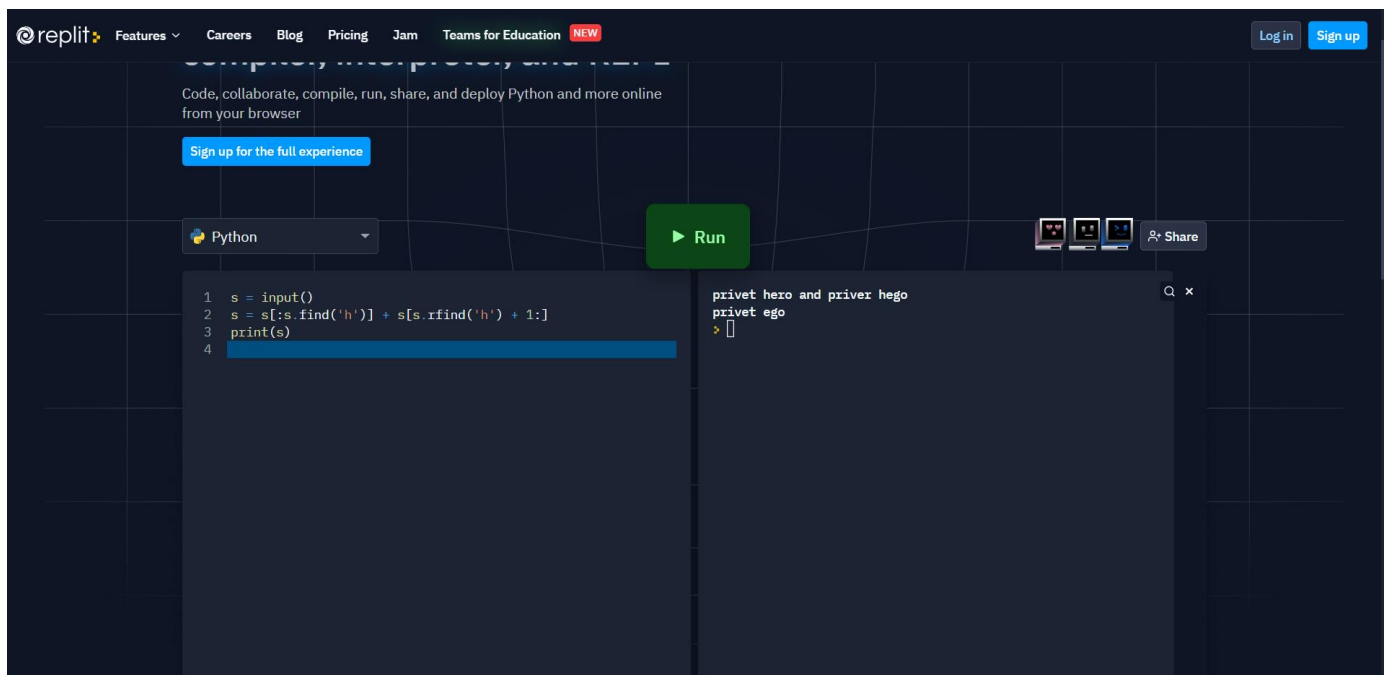 replit
Features
Careers
Blog
Pricing
Jam
Teams for Education NEW
Log in
Sign up
Code, collaborate, compile, run, share, and deploy Python and more online
from your browser
Sign up for the full experience
Python
Run
Share
1 s = input()
2 s = s[:s.find('h')] + s[s.rfind('h') + 1:]
3 print(s)
4
privet hero and priver hego
privet ego
>